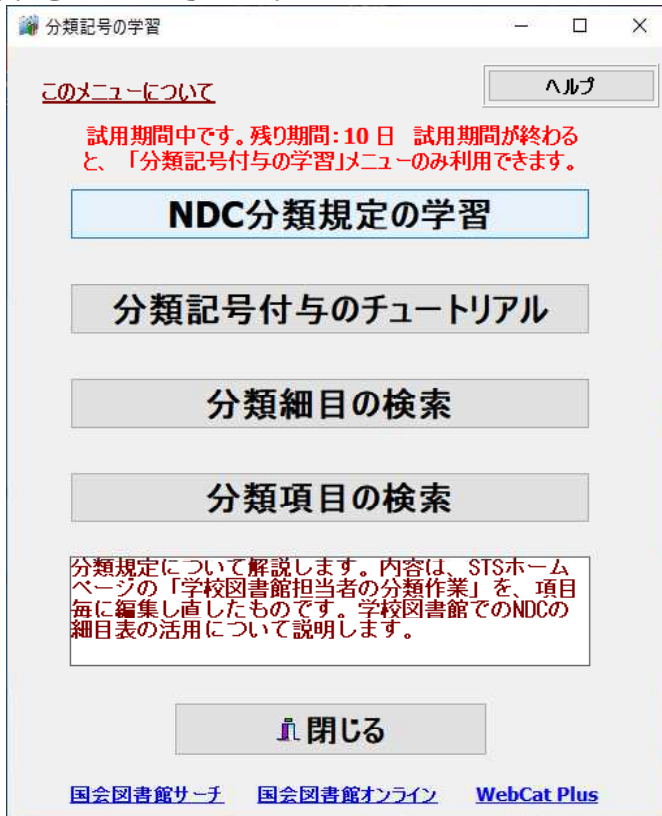 分類記号の学習
このメニューについて
ヘルプ
試用期間中です。残り期間：10 日　試用期間が終わる
と、「分類記号付与の学習」メニューのみ利用できます。
NDC分類規定の学習
分類記号付与のチュートリアル
分類細目の検索
分類項目の検索
分類規定について解説します。内容は、STSホーム
ページの「学校図書館担当者の分類作業」を、項目
毎に編集し直したものです。学校図書館でのNDCの
細目表の活用について説明します。
閉じる
国会図書館サーチ 国会図書館オンライン WebCat Plus